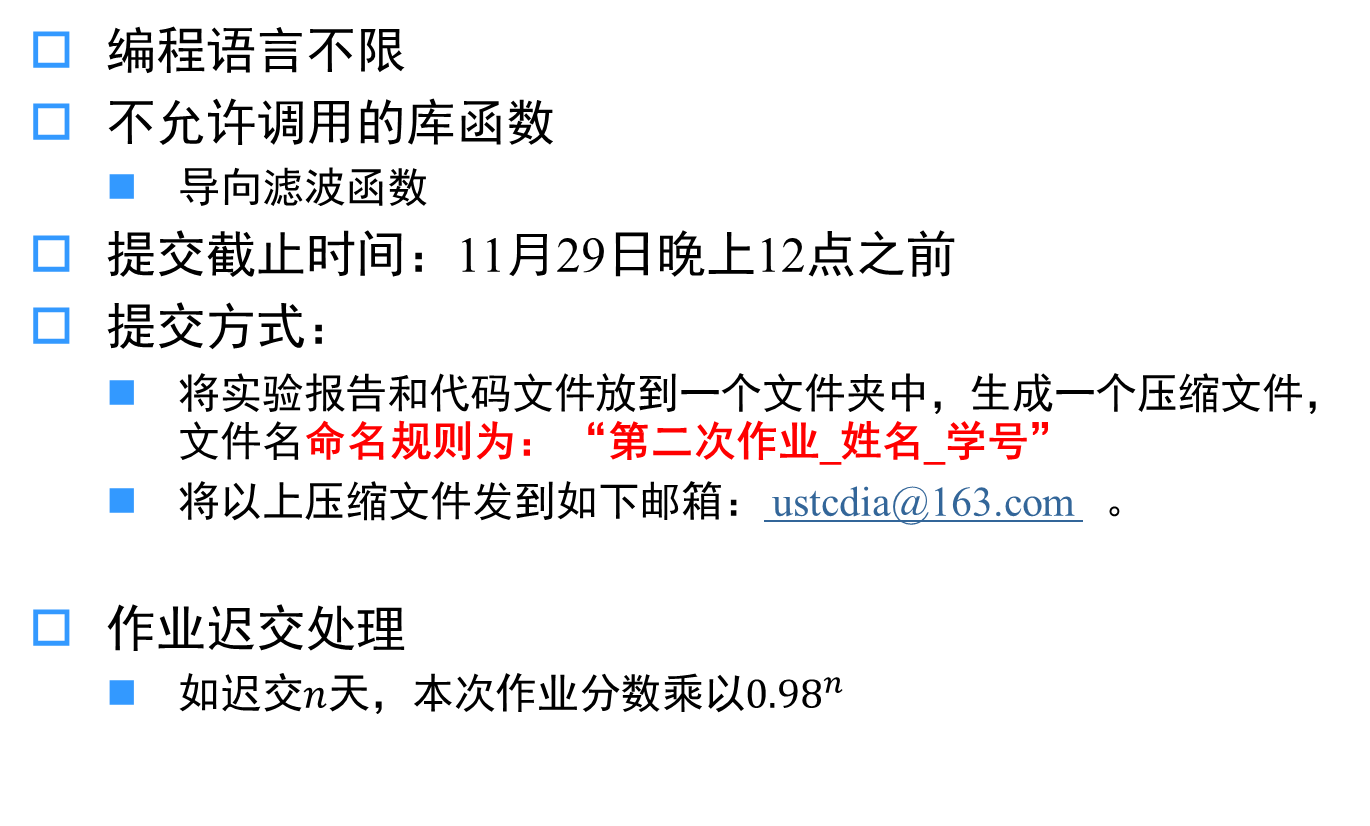 编程语言不限
不允许调用的库函数
导向滤波函数
提交截止时间：11月29日晚上12点之前
提交方式：
将实验报告和代码文件放到一个文件夹中，生成一个压缩文件，
文件名命名规则为：“第二次作业_姓名_学号”
将以上压缩文件发到如下邮箱：ustcdia@163.com 。
作业迟交处理
如迟交n天，本次作业分数乘以0.98ⁿ